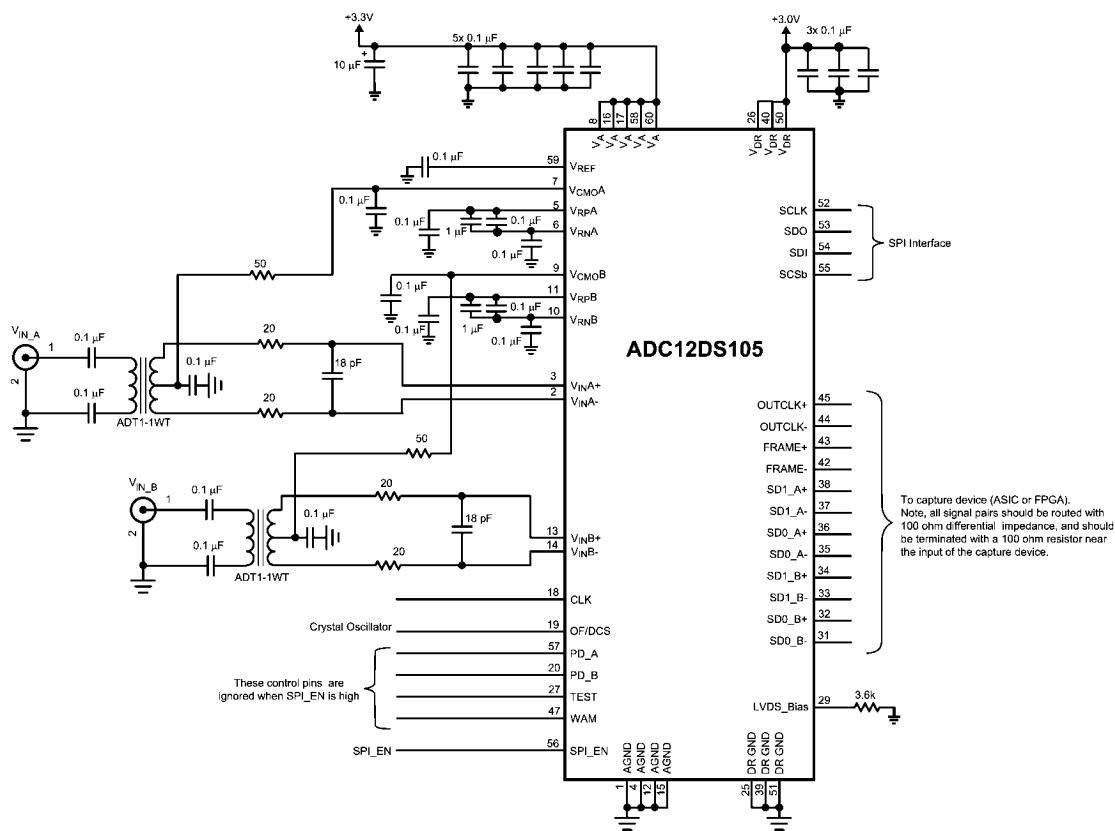 +3.3V
5x 0.1 µF
+
10 µF
+3.0V
3x 0.1 µF
8
16
17
58
60
VA
VA
VA
VA
VA
26
40
50
VDR
VDR
VDR
0.1 µF
59
VREF
7
VCMOA
0.1 µF
5
VRPA
0.1 µF
1 µF
0.1 µF
6
VRNA
0.1 µF
50
9
VCMOB
0.1 µF
11
VRPB
0.1 µF
1 µF
0.1 µF
10
VRNB
0.1 µF
SCLK
52
SDO
53
SDI
54
SCSb
55
SPI Interface
ADC12DS105
VIN_A
1
2
0.1 µF
0.1 µF
ADT1-1WT
0.1 µF
20
20
18 pF
3
VINA+
2
VINA-
50
VIN_B
1
2
0.1 µF
0.1 µF
ADT1-1WT
0.1 µF
20
20
18 pF
13
VINB+
14
VINB-
OUTCLK+
45
OUTCLK-
44
FRAME+
43
FRAME-
42
SD1_A+
38
SD1_A-
37
SD0_A+
36
SD0_A-
35
SD1_B+
34
SD1_B-
33
SD0_B+
32
SD0_B-
31
To capture device (ASIC or FPGA).
Note, all signal pairs should be routed with
100 ohm differential impedance, and should
be terminated with a 100 ohm resistor near
the input of the capture device.
18
CLK
Crystal Oscillator
19
OF/DCS
57
PD_A
20
PD_B
These control pins are
ignored when SPI_EN is high
27
TEST
47
WAM
SPI_EN
56
SPI_EN
LVDS_Bias
29
3.6k
AGND
AGND
AGND
AGND
1
4
12
15
DR GND
DR GND
DR GND
25
39
51